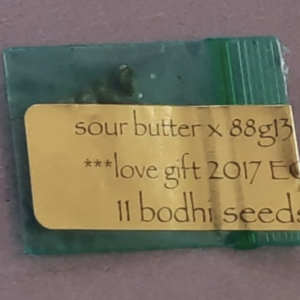 sour butter x 88g13
***love gift 2017
11 bodhi seeds